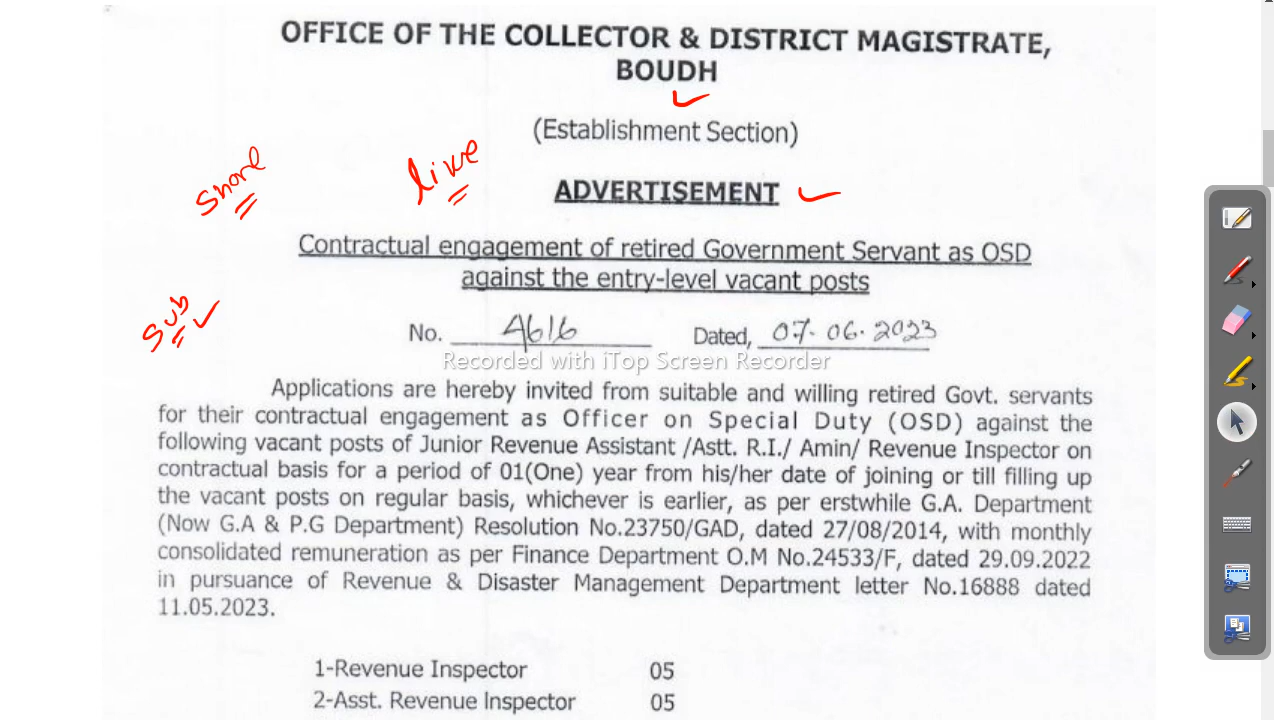 OFFICE OF THE COLLECTOR & DISTRICT MAGISTRATE,
BOUDH
(Establishment Section)
Share
like
ADVERTISEMENT
Contractual engagement of retired Government Servant as OSD
against the entry-level vacant posts
Sub
No. 4616 Dated, 07.06.2023
Recorded with iTop Screen Recorder
Applications are hereby invited from suitable and willing retired Govt. servants
for their contractual engagement as Officer on Special Duty (OSD) against the
following vacant posts of Junior Revenue Assistant /Astt. R.I./ Amin/ Revenue Inspector on
contractual basis for a period of 01(One) year from his/her date of joining or till filling up
the vacant posts on regular basis, whichever is earlier, as per erstwhile G.A. Department
(Now G.A & P.G Department) Resolution No.23750/GAD, dated 27/08/2014, with monthly
consolidated remuneration as per Finance Department O.M No.24533/F, dated 29.09.2022
in pursuance of Revenue & Disaster Management Department letter No.16888 dated
11.05.2023.
1-Revenue Inspector 05
2-Asst. Revenue Inspector 05